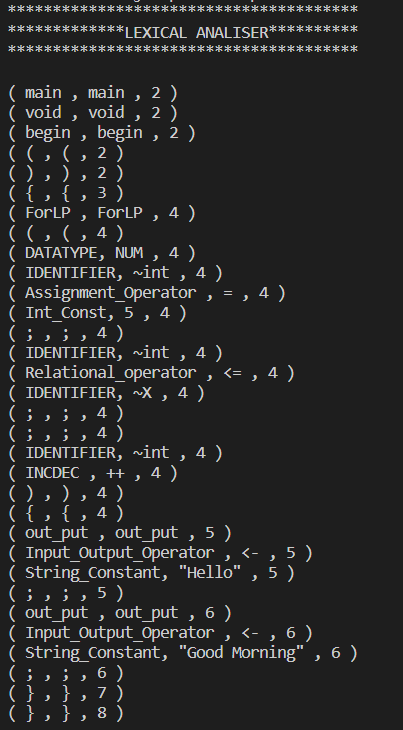 ***************************************
*************LEXICAL ANALISER**********
***************************************
( main , main , 2 )
( void , void , 2 )
( begin , begin , 2 )
( ( , ( , 2 )
( ) , ) , 2 )
( { , { , 3 )
( ForLP , ForLP , 4 )
( ( , ( , 4 )
( DATATYPE, NUM , 4 )
( IDENTIFIER, ~int , 4 )
( Assignment_Operator , = , 4 )
( Int_Const, 5 , 4 )
( ; , ; , 4 )
( IDENTIFIER, ~int , 4 )
( Relational_operator , <= , 4 )
( IDENTIFIER, ~X , 4 )
( ; , ; , 4 )
( ; , ; , 4 )
( IDENTIFIER, ~int , 4 )
( INCDEC , ++ , 4 )
( ) , ) , 4 )
( { , { , 4 )
( out_put , out_put , 5 )
( Input_Output_Operator , <- , 5 )
( String_Constant, "Hello" , 5 )
( ; , ; , 5 )
( out_put , out_put , 6 )
( Input_Output_Operator , <- , 6 )
( String_Constant, "Good Morning" , 6 )
( ; , ; , 6 )
( } , } , 7 )
( } , } , 8 )